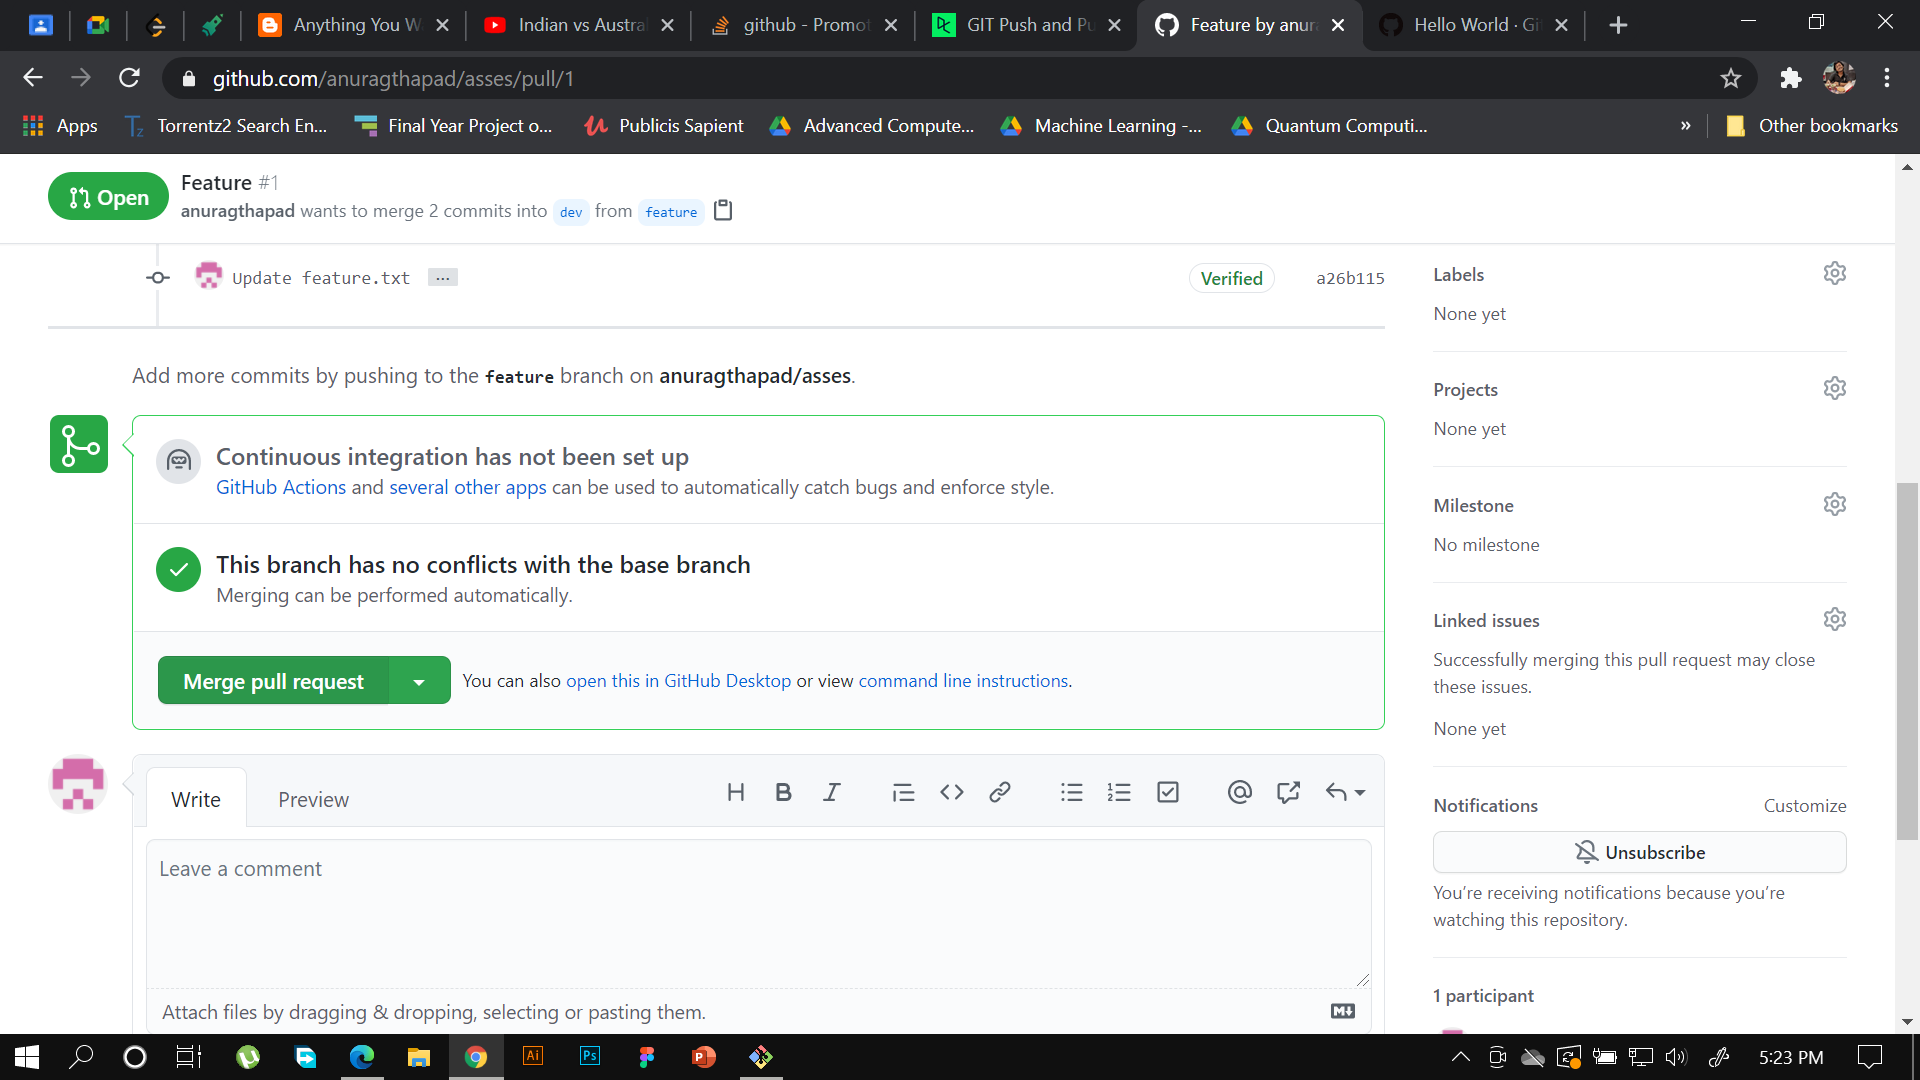 Anything You W
Indian vs Austral
github - Promot
GIT Push and Pu
Feature by anura
Hello World · Git
github.com/anuragthapad/asses/pull/1
Apps
Torrentz2 Search En...
Final Year Project o...
Publicis Sapient
Advanced Compute...
Machine Learning -...
Quantum Computi...
»
Other bookmarks
Open
Feature #1
anuragthapad wants to merge 2 commits into dev from feature
Update feature.txt
...
Verified
a26b115
Labels
None yet
Add more commits by pushing to the feature branch on anuragthapad/asses.
Projects
None yet
Continuous integration has not been set up
GitHub Actions and several other apps can be used to automatically catch bugs and enforce style.
Milestone
No milestone
This branch has no conflicts with the base branch
Merging can be performed automatically.
Linked issues
Successfully merging this pull request may close
these issues.
None yet
Merge pull request
You can also open this in GitHub Desktop or view command line instructions.
Write
Preview
H B I
Notifications
Customize
Unsubscribe
You're receiving notifications because you're
watching this repository.
Leave a comment
Attach files by dragging & dropping, selecting or pasting them.
1 participant
Ai
Ps
5:23 PM